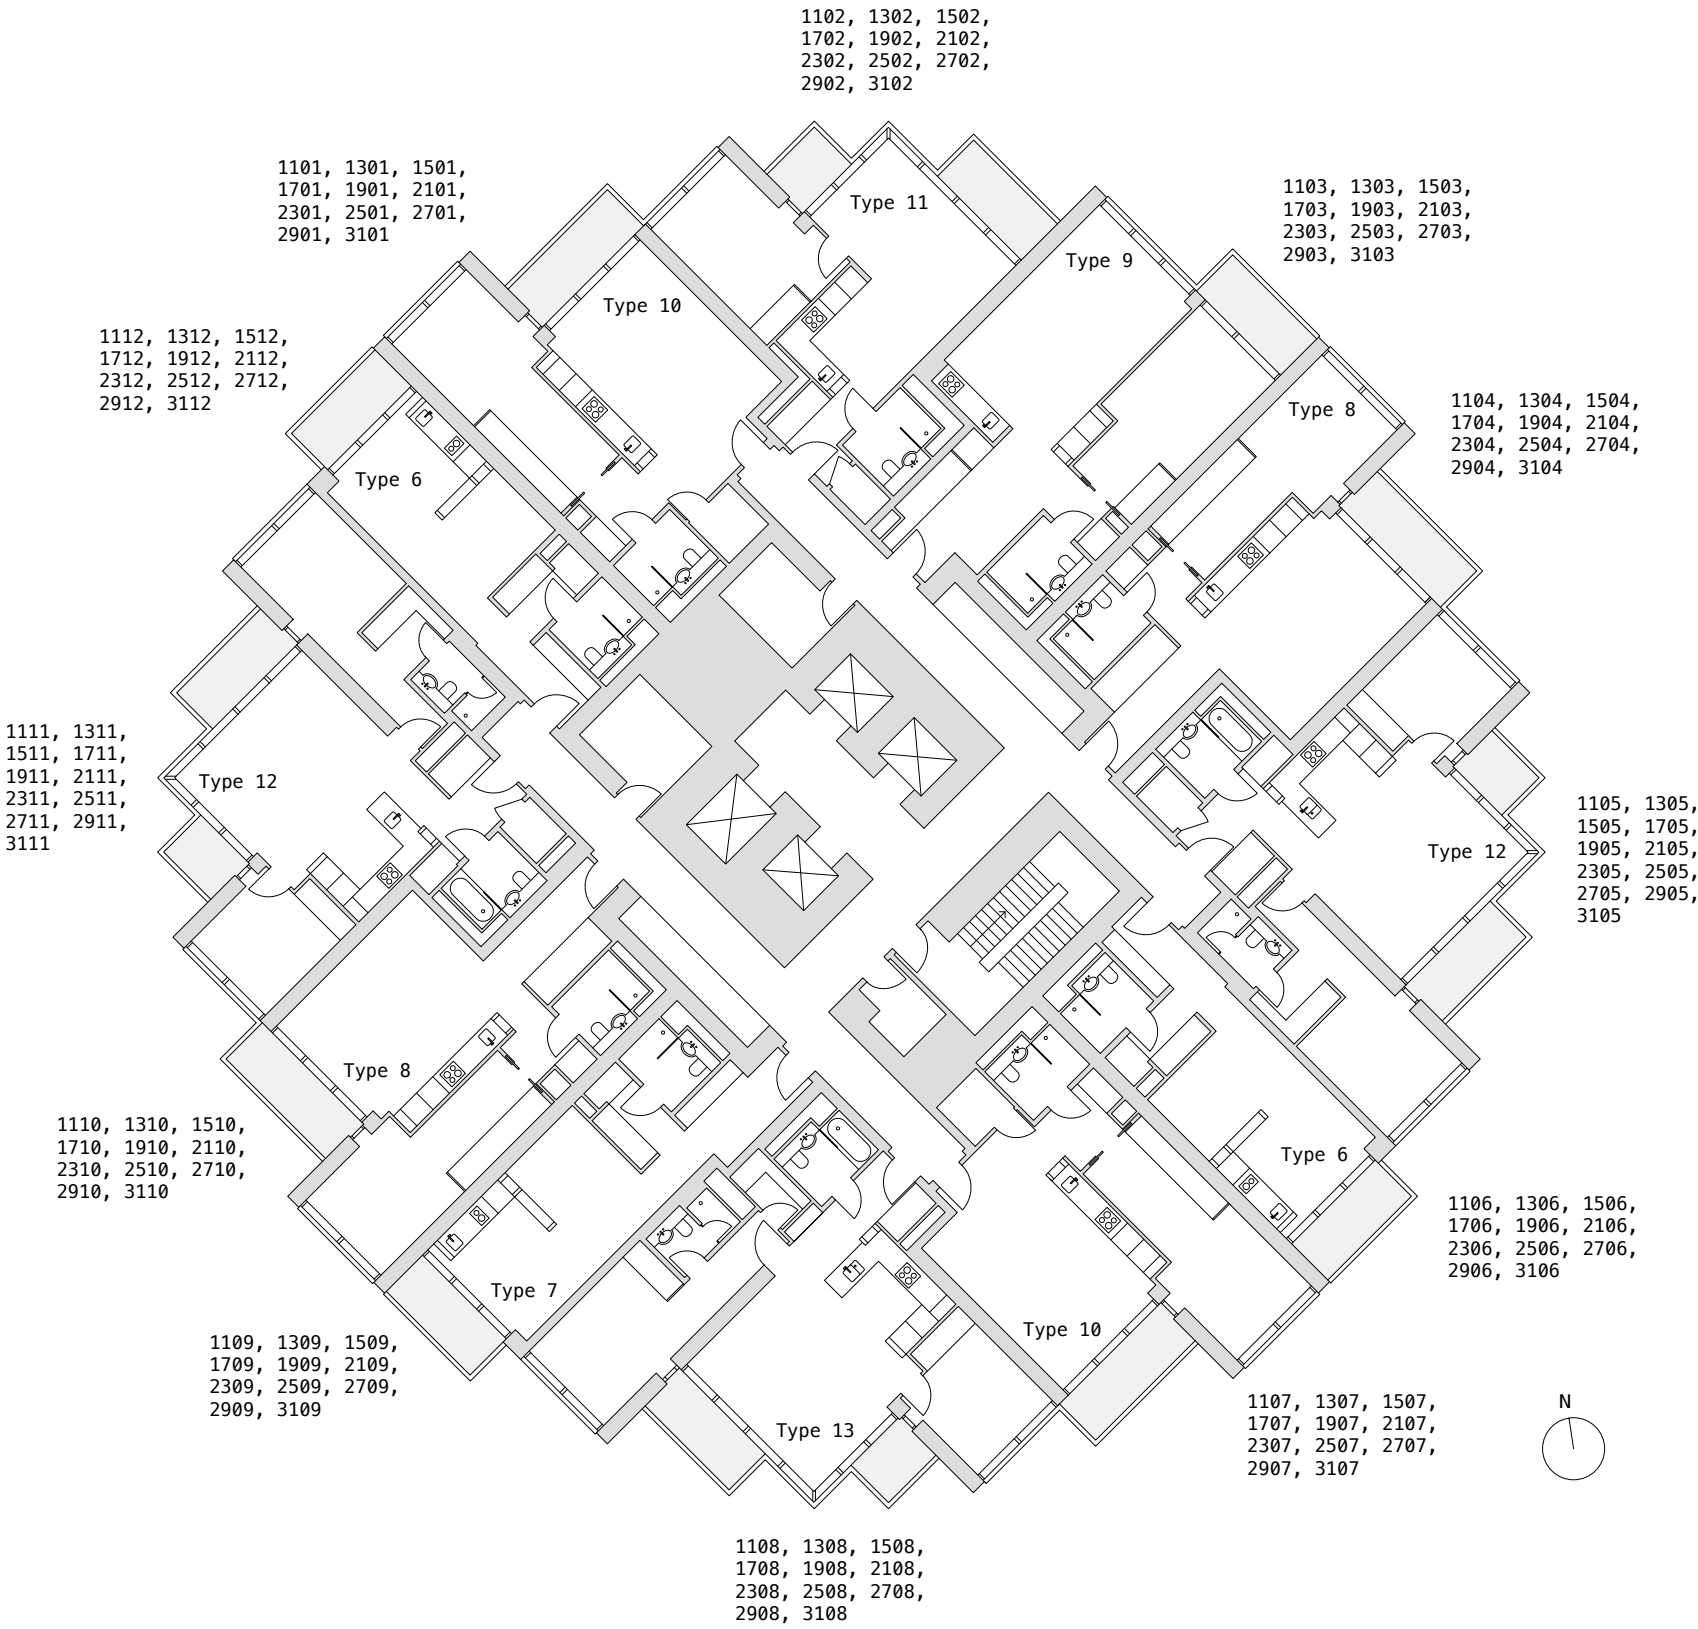 1102, 1302, 1502,
1702, 1902, 2102,
2302, 2502, 2702,
2902, 3102
1101, 1301, 1501,
1701, 1901, 2101,
2301, 2501, 2701,
2901, 3101
1103, 1303, 1503,
1703, 1903, 2103,
2303, 2503, 2703,
2903, 3103
Type 11
Type 9
Type 10
1112, 1312, 1512,
1712, 1912, 2112,
2312, 2512, 2712,
2912, 3112
Type 8
1104, 1304, 1504,
1704, 1904, 2104,
2304, 2504, 2704,
2904, 3104
Type 6
1111, 1311,
1511, 1711,
1911, 2111,
2311, 2511,
2711, 2911,
3111
Type 12
Type 12
1105, 1305,
1505, 1705,
1905, 2105,
2305, 2505,
2705, 2905,
3105
Type 8
1110, 1310, 1510,
1710, 1910, 2110,
2310, 2510, 2710,
2910, 3110
Type 6
1106, 1306, 1506,
1706, 1906, 2106,
2306, 2506, 2706,
2906, 3106
Type 7
1109, 1309, 1509,
1709, 1909, 2109,
2309, 2509, 2709,
2909, 3109
Type 10
Type 13
1107, 1307, 1507,
1707, 1907, 2107,
2307, 2507, 2707,
2907, 3107
N
1108, 1308, 1508,
1708, 1908, 2108,
2308, 2508, 2708,
2908, 3108